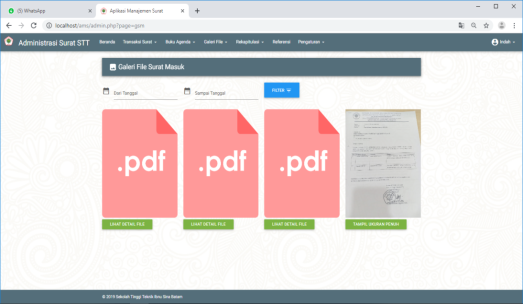 (1) WhatsApp
Aplikasi Manajemen Surat
localhost/ams/admin.php?page=gsm
Administrasi Surat STT
Beranda
Transaksi Surat
Buku Agenda
Galeri File
Rekapitulasi
Referensi
Pengaturan
Indah
Galeri File Surat Masuk
Dari Tanggal
Sampai Tanggal
FILTER
.pdf
.pdf
.pdf
LIHAT DETAIL FILE
LIHAT DETAIL FILE
LIHAT DETAIL FILE
TAMPIL UKURAN PENUH
© 2019 Sekolah Tinggi Teknik Ibnu Sina Batam